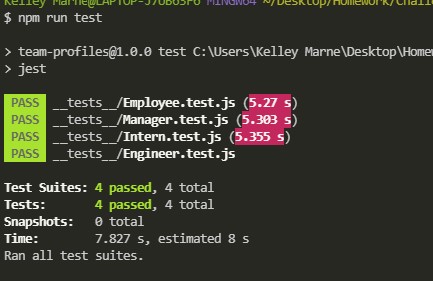 Kelley Marne@LAPTOP-J7OB65F6 MINGW64 ~/Desktop/Homework/Chall
$ npm run test
> team-profiles@1.0.0 test C:\Users\Kelley Marne\Desktop\Home
> jest
PASS __tests__/Employee.test.js (5.27 s)
PASS __tests__/Manager.test.js (5.303 s)
PASS __tests__/Intern.test.js (5.355 s)
PASS __tests__/Engineer.test.js
Test Suites: 4 passed, 4 total
Tests: 4 passed, 4 total
Snapshots: 0 total
Time: 7.827 s, estimated 8 s
Ran all test suites.